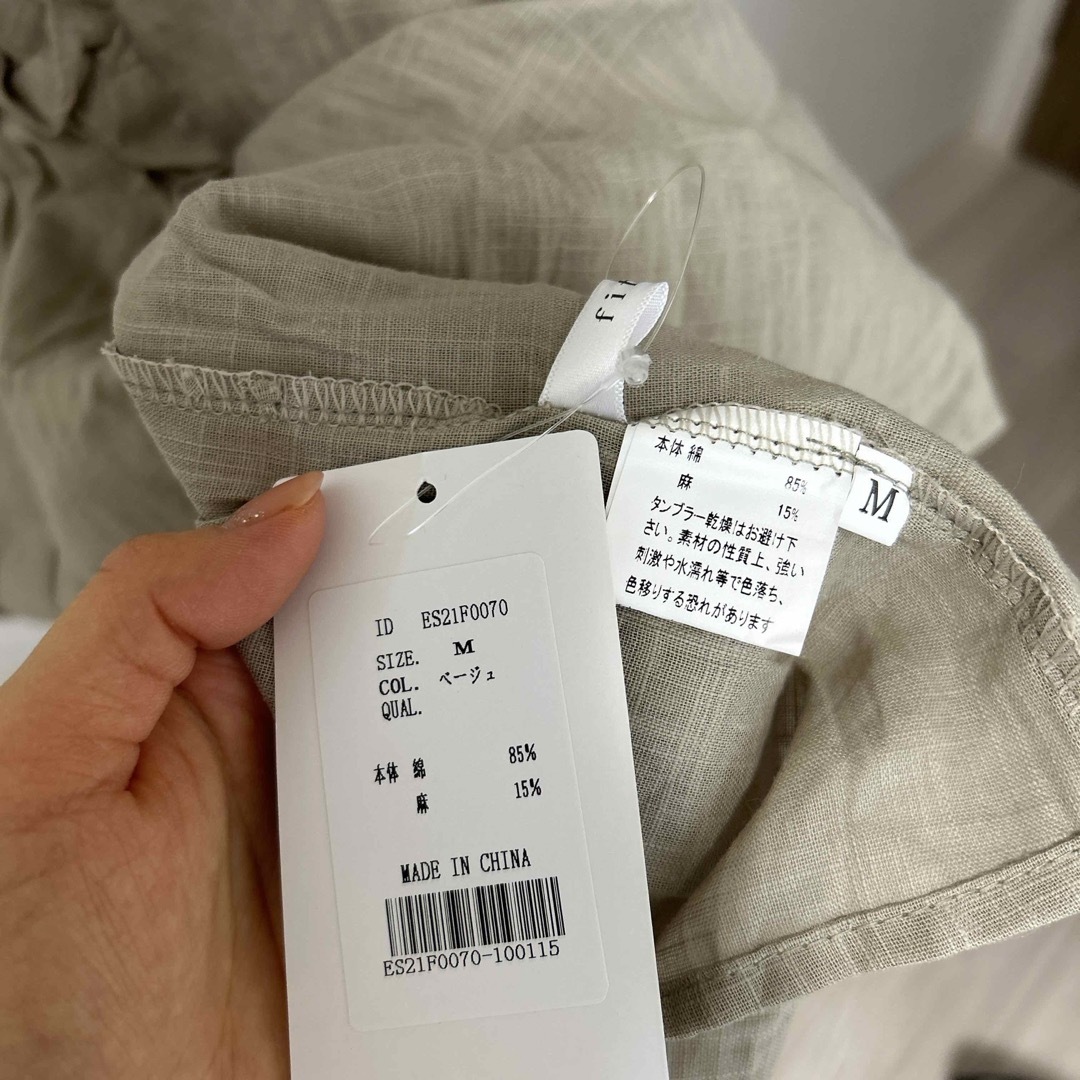 fit
本体 綿 85%
麻 15%
タンブラー乾燥はお避け下
さい。素材の性質上、強い
刺激や水濡れ等で色落ち、
色移りする恐れがあります
M
ID ES21F0070
SIZE. M
COL. ベージュ
QUAL.
本体 綿 85%
麻 15%
MADE IN CHINA
ES21F0070-100115